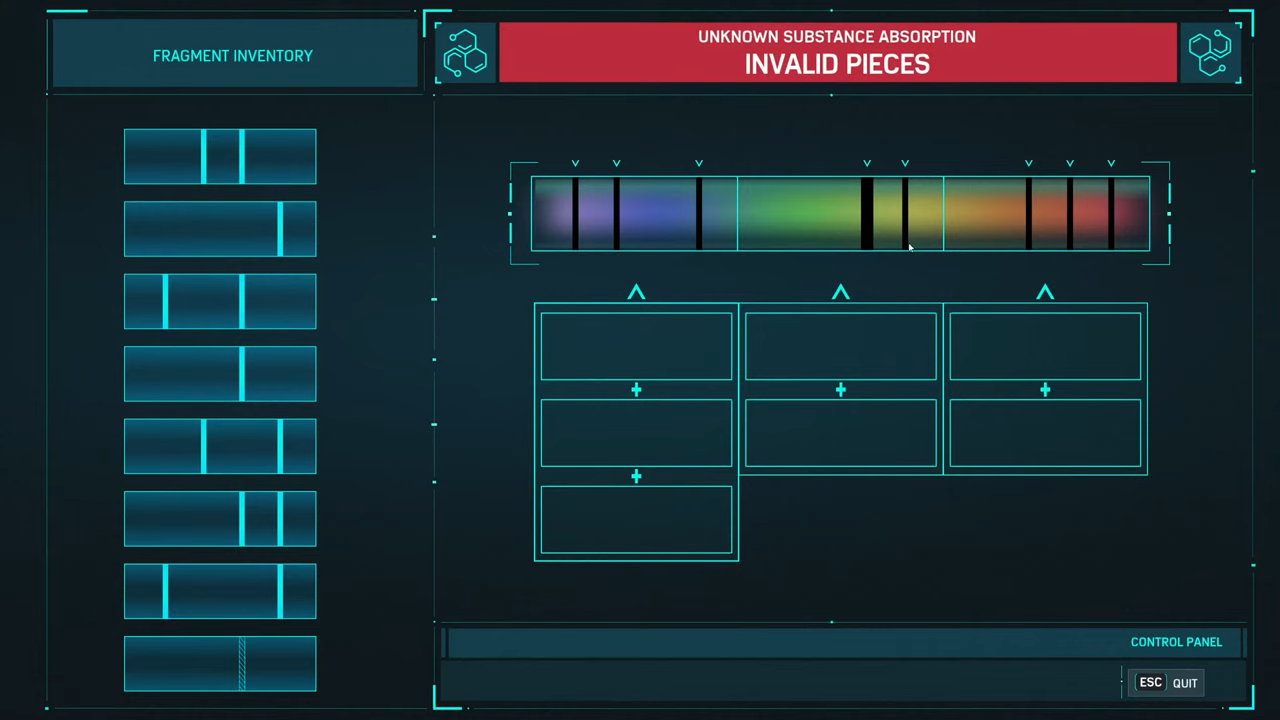 FRAGMENT INVENTORY
UNKNOWN SUBSTANCE ABSORPTION
INVALID PIECES
CONTROL PANEL
ESC QUIT